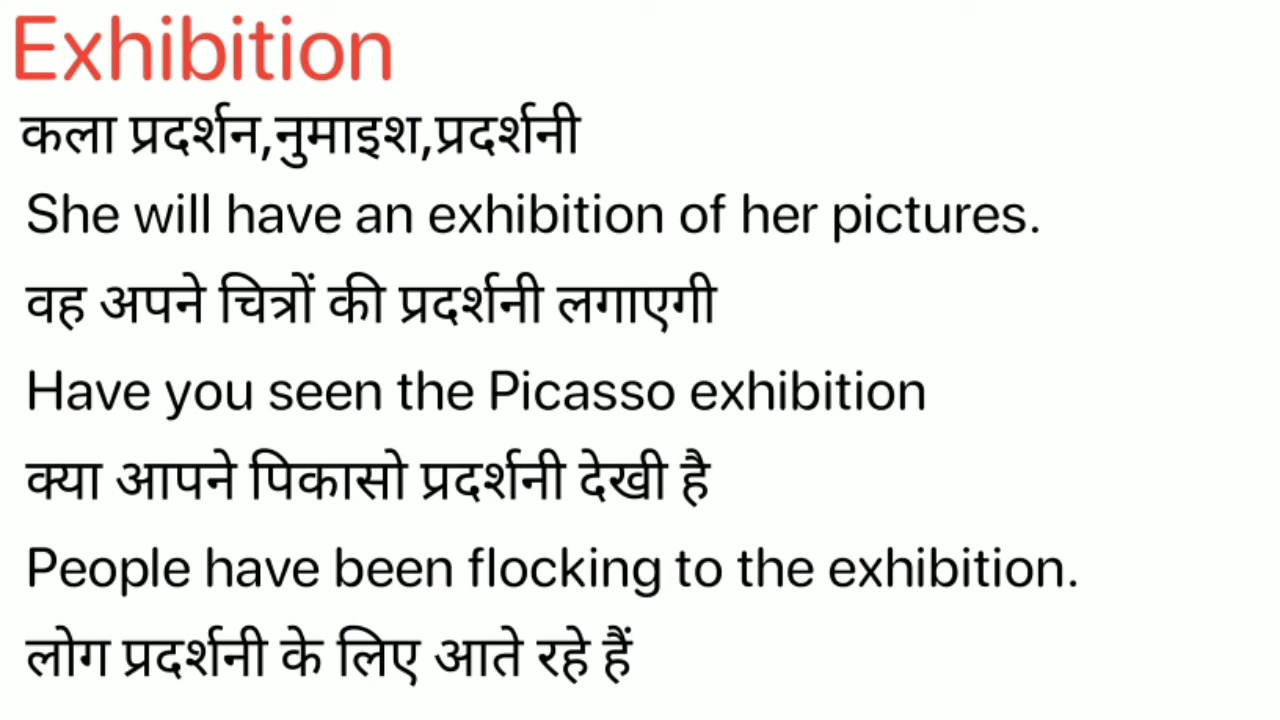 Exhibition
कला प्रदर्शन,नुमाइश,प्रदर्शनी
She will have an exhibition of her pictures.
वह अपने चित्रों की प्रदर्शनी लगाएगी
Have you seen the Picasso exhibition
क्या आपने पिकासो प्रदर्शनी देखी है
People have been flocking to the exhibition.
लोग प्रदर्शनी के लिए आते रहे हैं